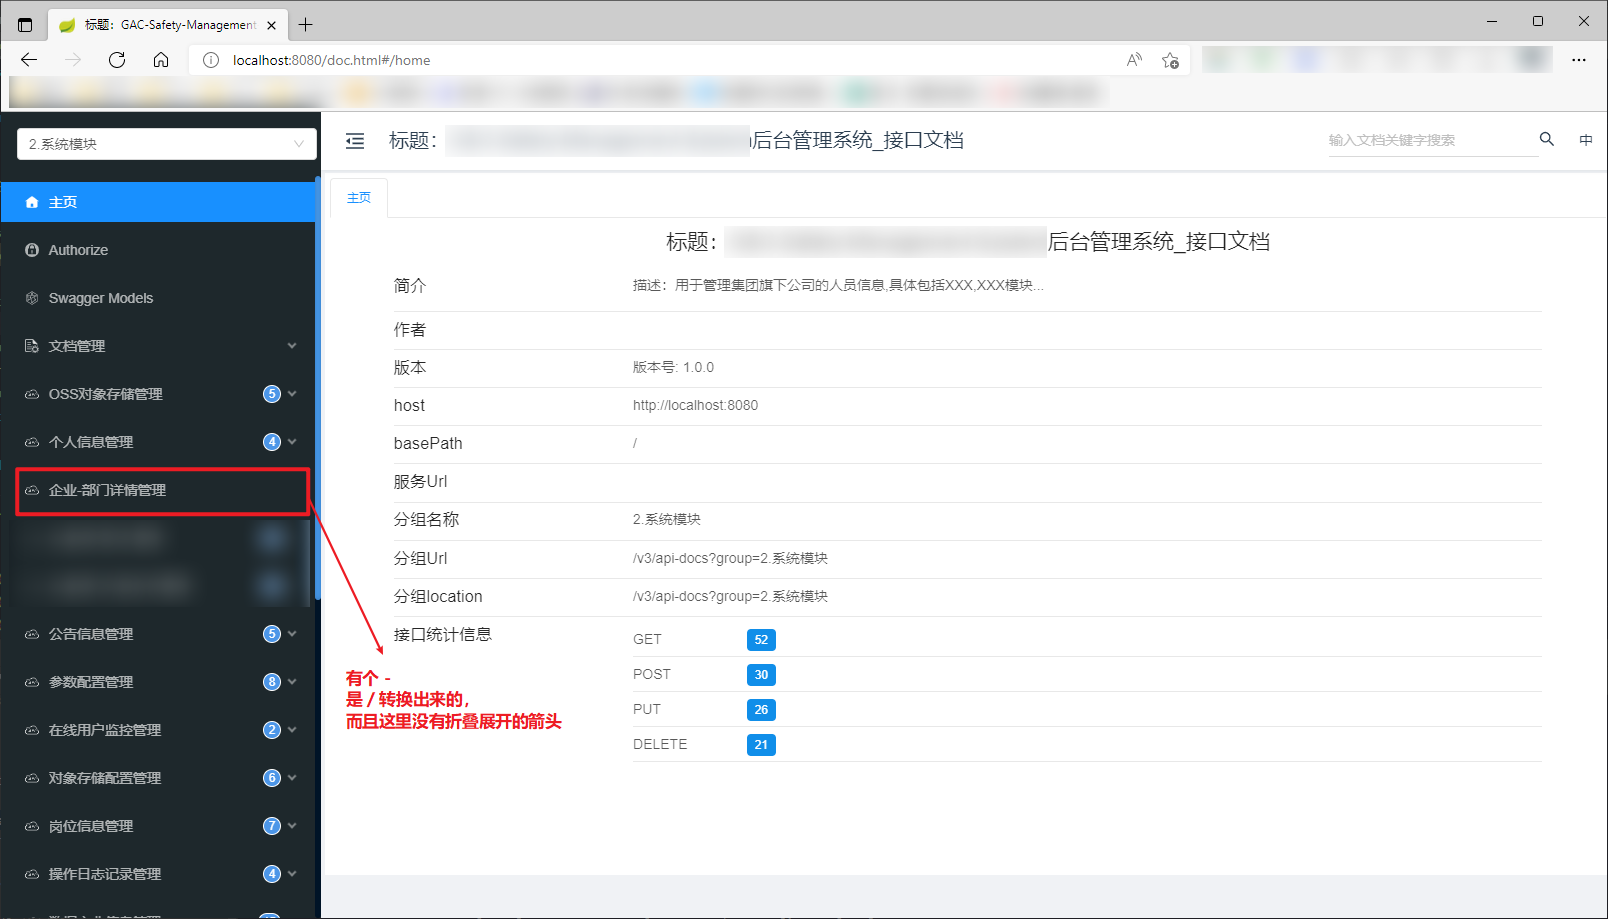 标题：GAC-Safety-Management
localhost:8080/doc.html#/home
2.系统模块
标题：
后台管理系统_接口文档
输入文档关键字搜索
中
主页
Authorize
Swagger Models
文档管理
OSS对象存储管理 5
个人信息管理 4
企业-部门详情管理
公告信息管理 5
参数配置管理 8
在线用户监控管理 2
对象存储配置管理 6
岗位信息管理 7
操作日志记录管理 4
主页
标题：
后台管理系统_接口文档
简介 描述：用于管理集团旗下公司的人员信息,具体包括XXX,XXX模块...
作者
版本 版本号: 1.0.0
host http://localhost:8080
basePath /
服务Url
分组名称 2.系统模块
分组Url /v3/api-docs?group=2.系统模块
分组location /v3/api-docs?group=2.系统模块
接口统计信息
GET 52
POST 30
PUT 26
DELETE 21
有个 -
是 / 转换出来的，
而且这里没有折叠展开的箭头